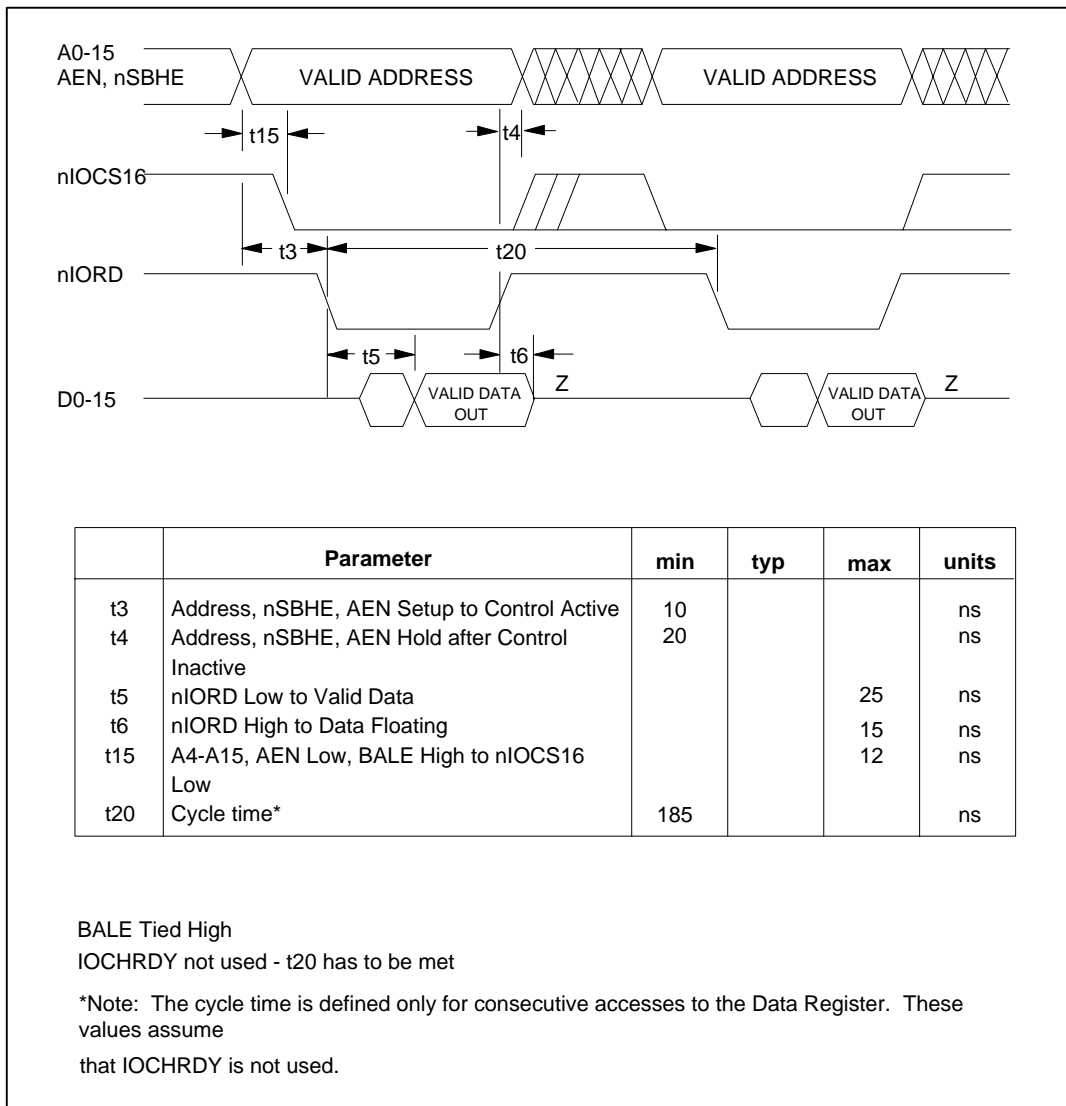 A0-15
AEN, nSBHE
VALID ADDRESS
VALID ADDRESS
t15
t4
nIOCS16
t3
t20
nIORD
t5
t6
Z
Z
D0-15
VALID DATA
OUT
VALID DATA
OUT
Parameter min typ max units
t3 Address, nSBHE, AEN Setup to Control Active 10 ns
t4 Address, nSBHE, AEN Hold after Control 20 ns
Inactive
t5 nIORD Low to Valid Data 25 ns
t6 nIORD High to Data Floating 15 ns
t15 A4-A15, AEN Low, BALE High to nIOCS16 12 ns
Low
t20 Cycle time* 185 ns
BALE Tied High
IOCHRDY not used - t20 has to be met
*Note: The cycle time is defined only for consecutive accesses to the Data Register. These
values assume
that IOCHRDY is not used.